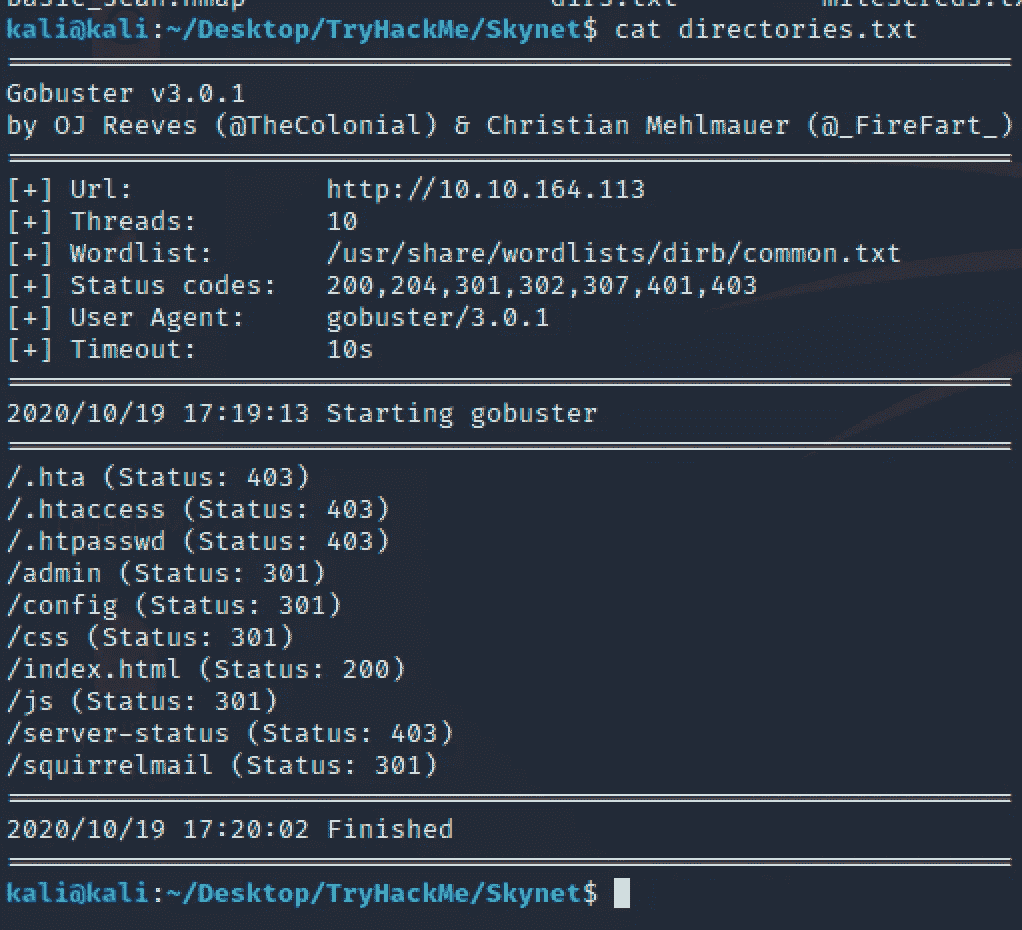 kali@kali:~/Desktop/TryHackMe/Skynet$ cat directories.txt
Gobuster v3.0.1
by OJ Reeves (@TheColonial) & Christian Mehlmauer (@_FireFart_)
[+] Url: http://10.10.164.113
[+] Threads: 10
[+] Wordlist: /usr/share/wordlists/dirb/common.txt
[+] Status codes: 200,204,301,302,307,401,403
[+] User Agent: gobuster/3.0.1
[+] Timeout: 10s
2020/10/19 17:19:13 Starting gobuster
/.hta (Status: 403)
/.htaccess (Status: 403)
/.htpasswd (Status: 403)
/admin (Status: 301)
/config (Status: 301)
/css (Status: 301)
/index.html (Status: 200)
/js (Status: 301)
/server-status (Status: 403)
/squirrelmail (Status: 301)
2020/10/19 17:20:02 Finished
kali@kali:~/Desktop/TryHackMe/Skynet$